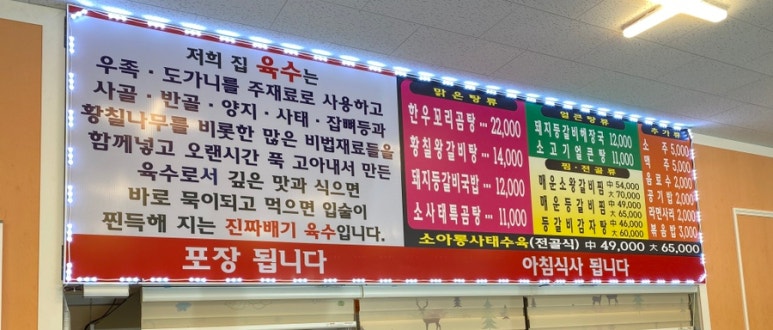 저희 집 육수는
우족 · 도가니를 주재료로 사용하고
사골 · 반골 · 양지 · 사태 · 잡뼈등과
황칠나무를 비롯한 많은 비법재료들을
함께넣고 오랜시간 푹 고아내서 만든
육수로서 깊은 맛과 식으면
바로 묵이되고 먹으면 입술이
찐득해 지는 진짜배기 육수입니다.
맑은탕류
한우꼬리곰탕 ··· 22,000
황칠왕갈비탕 ··· 14,000
돼지등갈비국밥 ··· 12,000
소사태특곰탕 ··· 11,000
얼큰탕류
돼지등갈비해장국 12,000
소고기얼큰탕 11,000
찜·전골류
매운소왕갈비찜 中 54,000 大 70,000
매운등갈비찜 中 49,000 大 65,000
등갈비감자탕 中 46,000 大 60,000
추가류
소주 5,000
맥주 5,000
음료수 2,000
공기밥 2,000
라면사리 2,000
볶음밥 3,000
소아롱사태수육(전골식) 中 49,000 大 65,000
포장 됩니다
아침식사 됩니다